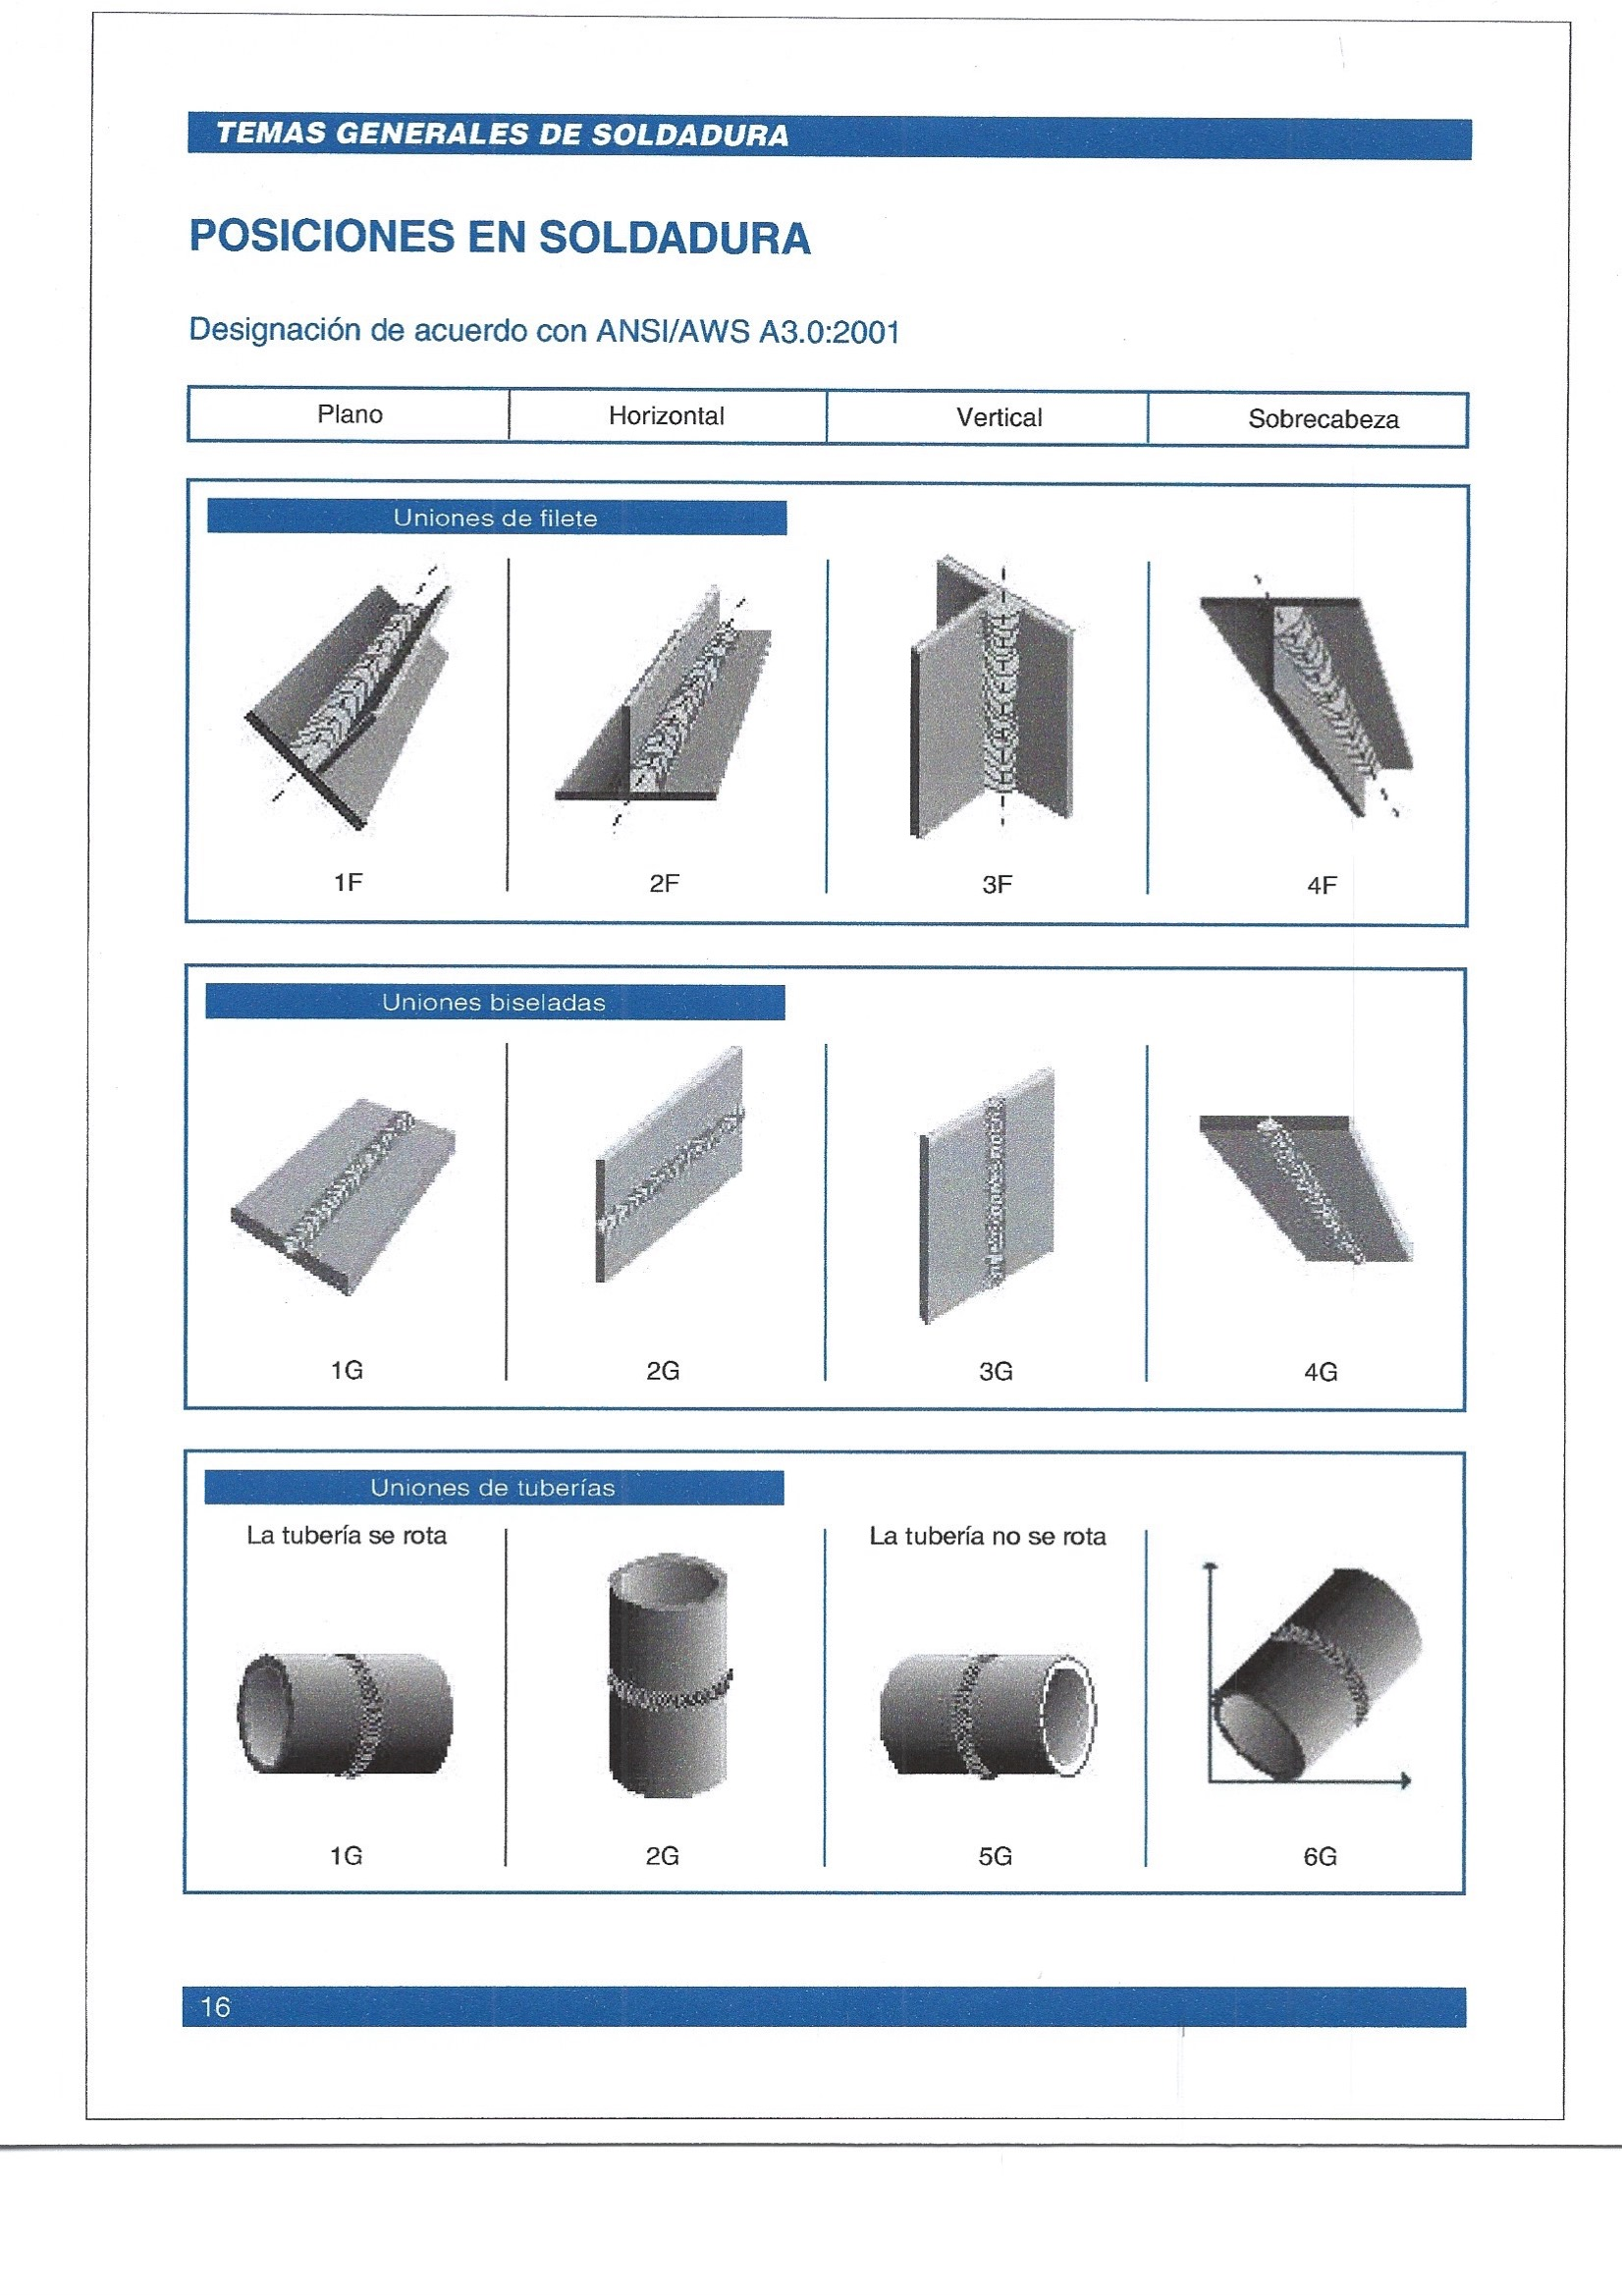 TEMAS GENERALES DE SOLDADURA
POSICIONES EN SOLDADURA
Designación de acuerdo con ANSI/AWS A3.0:2001
Plano Horizontal Vertical Sobrecabeza
Uniones de filete
1F 2F 3F 4F
Uniones biseladas
1G 2G 3G 4G
Uniones de tuberías
La tubería se rota La tubería no se rota
1G 2G 5G 6G
16